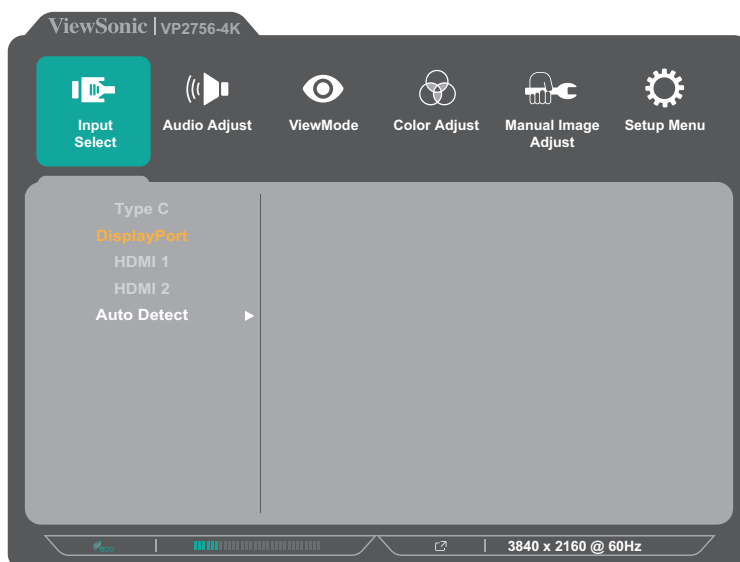 ViewSonic | VP2756-4K
Input Select
Audio Adjust
ViewMode
Color Adjust
Manual Image Adjust
Setup Menu
Type C
DisplayPort
HDMI 1
HDMI 2
Auto Detect
eco
3840 x 2160 @ 60Hz